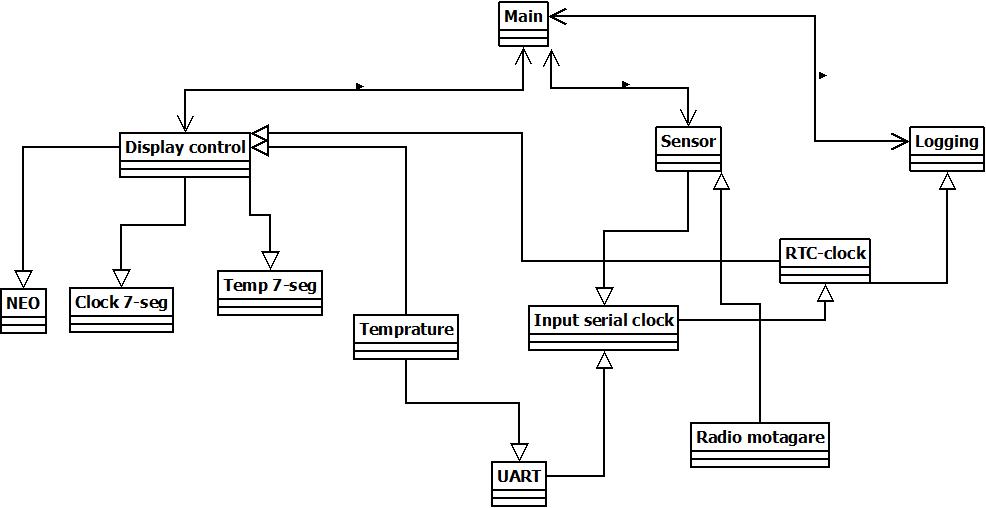 Main
Display control
Sensor
Logging
RTC-clock
NEO
Clock 7-seg
Temp 7-seg
Temprature
Input serial clock
Radio motagare
UART